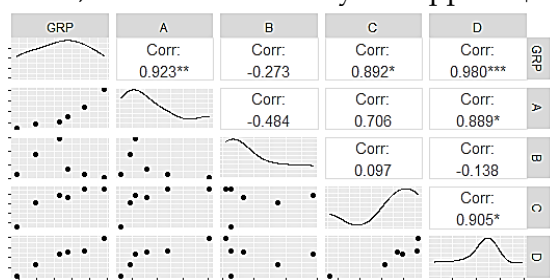 GRP A B C D
Corr: Corr: Corr: Corr: GRP
0.923** -0.273 0.892* 0.980***
Corr: Corr: Corr: A
-0.484 0.706 0.889*
Corr: Corr: B
0.097 -0.138
Corr: C
0.905*
D